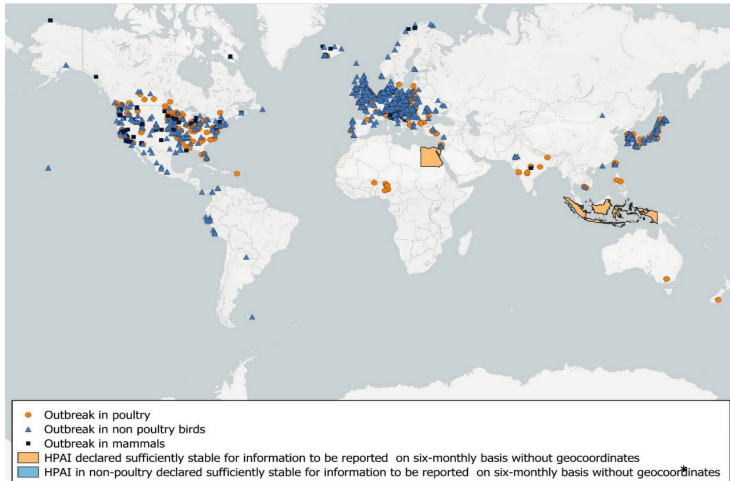 Outbreak in poultry
Outbreak in non poultry birds
Outbreak in mammals
HPAI declared sufficiently stable for information to be reported on six-monthly basis without geocoordinates
HPAI in non-poultry declared sufficiently stable for information to be reported on six-monthly basis without geocoordinates *